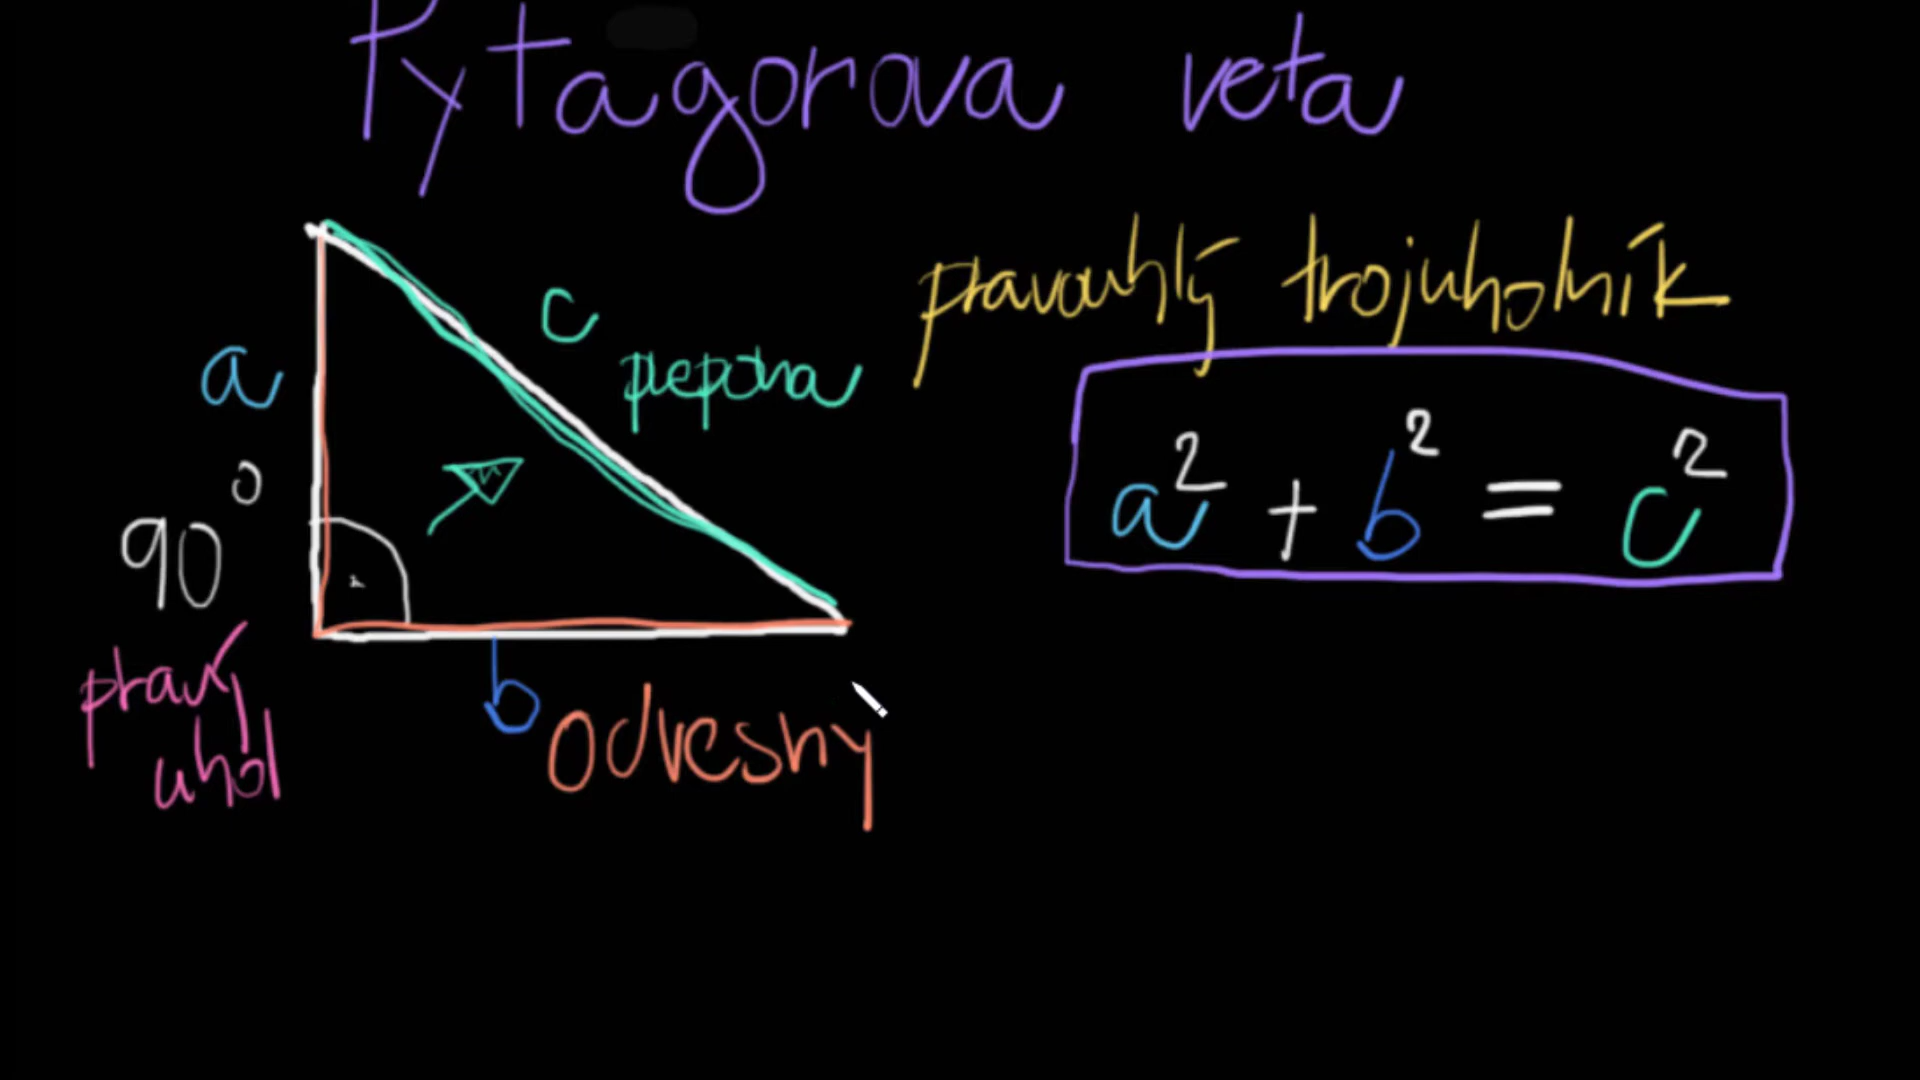 Pytagorova veta
pravouhlý trojuholník
c
prepona
a
a² + b² = c²
90°
pravý
uhol
b
odvesny